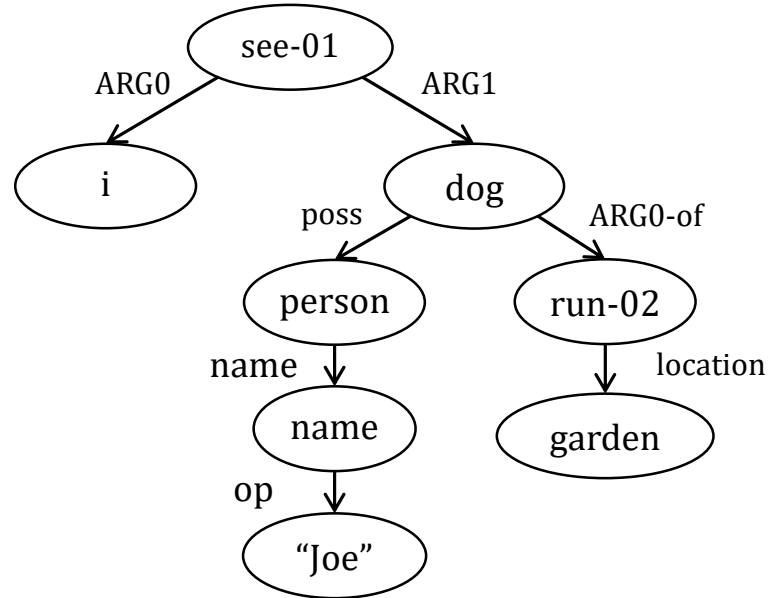 see-01
ARG0
ARG1
i
dog
poss
ARG0-of
person
run-02
name
location
name
garden
op
“Joe”